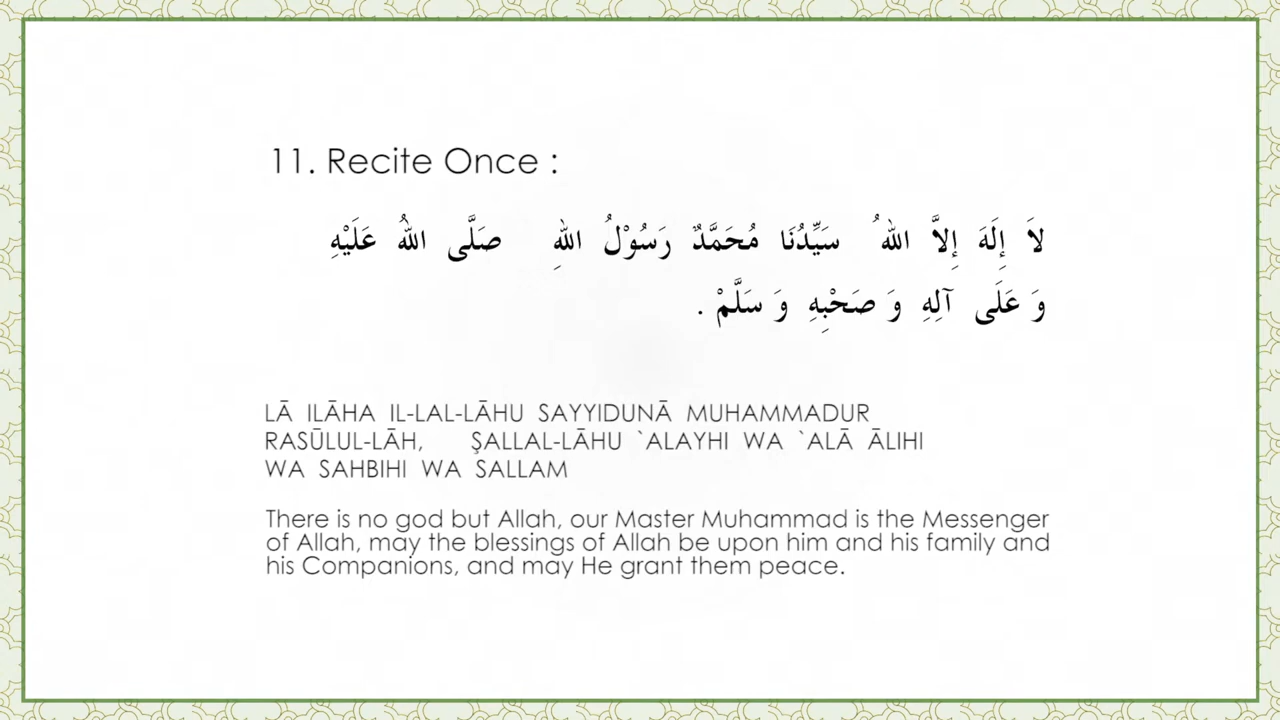 11. Recite Once :
لاَ إِلَهَ إِلاَّ اللهُ سَيِّدُنَا مُحَمَّدٌ رَسُوْلُ اللهِ صَلَّى اللهُ عَلَيْهِ
وَ عَلَى آلِهِ وَ صَحْبِهِ وَ سَلَّمْ .
LĀ ILĀHA IL-LAL-LĀHU SAYYIDUNĀ MUHAMMADUR
RASŪLUL-LĀH, ŞALLAL-LĀHU `ALAYHI WA `ALĀ ĀLIHI
WA SAHBIHI WA SALLAM
There is no god but Allah, our Master Muhammad is the Messenger
of Allah, may the blessings of Allah be upon him and his family and
his Companions, and may He grant them peace.